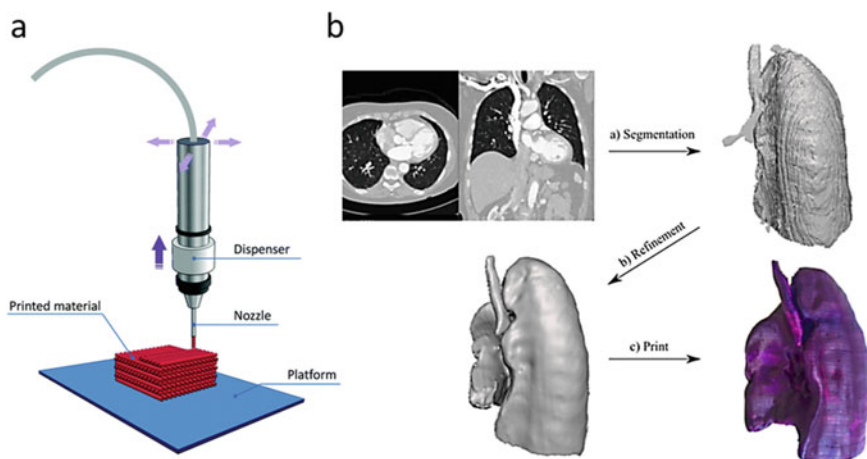 a
b
a) Segmentation
b) Refinement
Dispenser
Printed material
Nozzle
c) Print
Platform